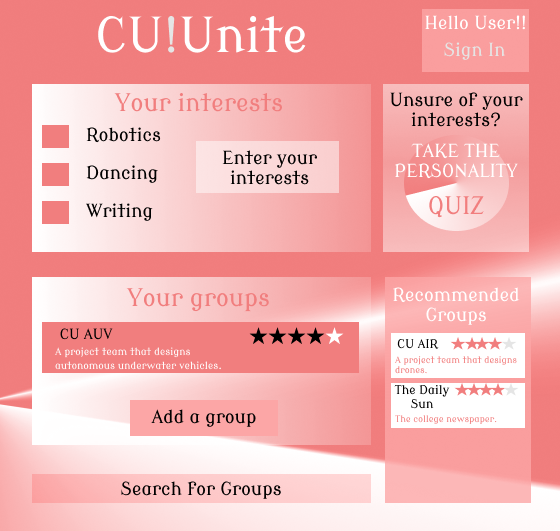 CU!Unite
Hello User!!
Sign In
Your interests
Robotics
Dancing
Writing
Enter your
interests
Unsure of your
interests?
TAKE THE
PERSONALITY
QUIZ
Your groups
CU AUV
A project team that designs
autonomous underwater vehicles.
Add a group
Search for Groups
Recommended
Groups
CU AIR
A project team that designs
drones.
The Daily
Sun
The college newspaper.